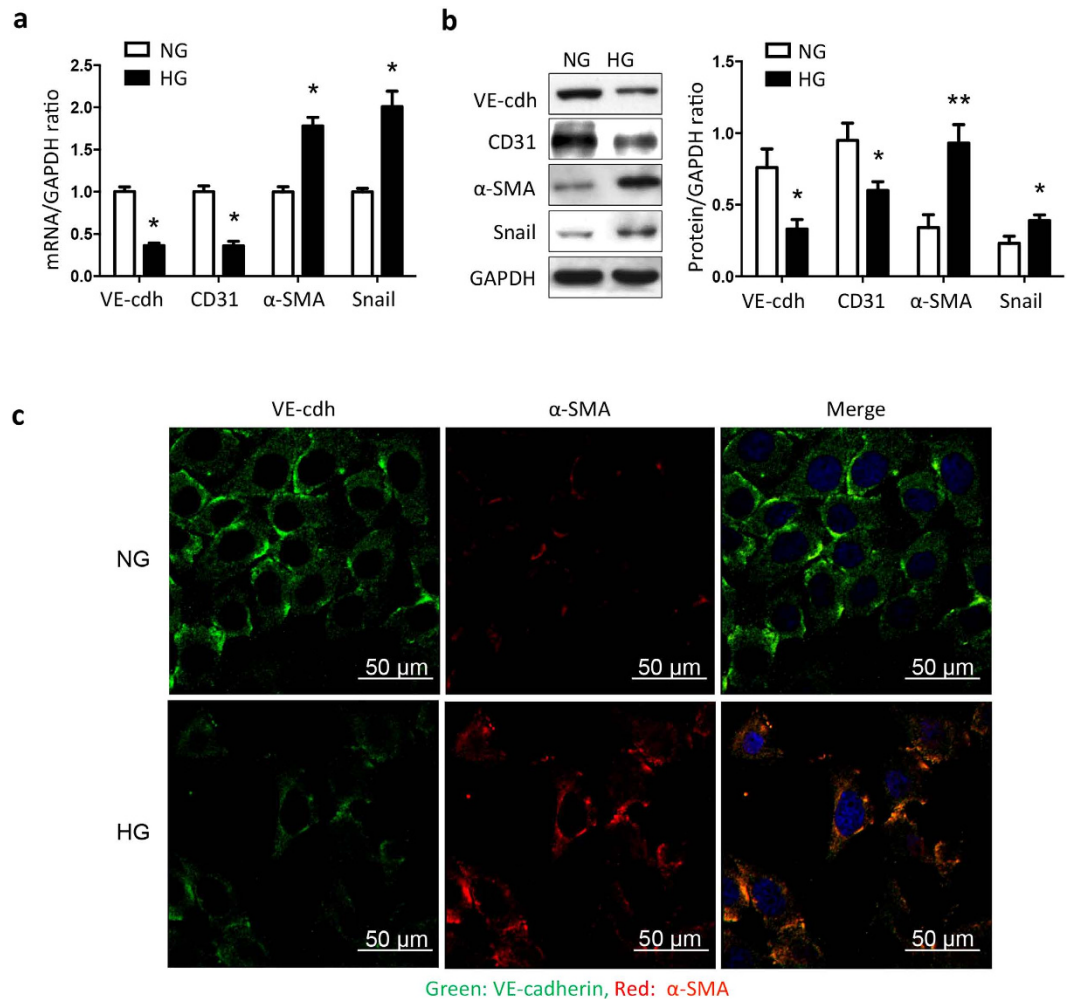 a
NG
HG
mRNA/GAPDH ratio
2.5
2.0
1.5
1.0
0.5
0.0
*
*
*
*
VE-cdh CD31 α-SMA Snail
b
NG HG
VE-cdh
CD31
α-SMA
Snail
GAPDH
NG
HG
Protein/GAPDH ratio
1.5
1.0
0.5
0.0
*
*
**
*
VE-cdh CD31 α-SMA Snail
c
VE-cdh α-SMA Merge
NG
50 µm 50 µm 50 µm
HG
50 µm 50 µm 50 µm
Green: VE-cadherin, Red: α-SMA